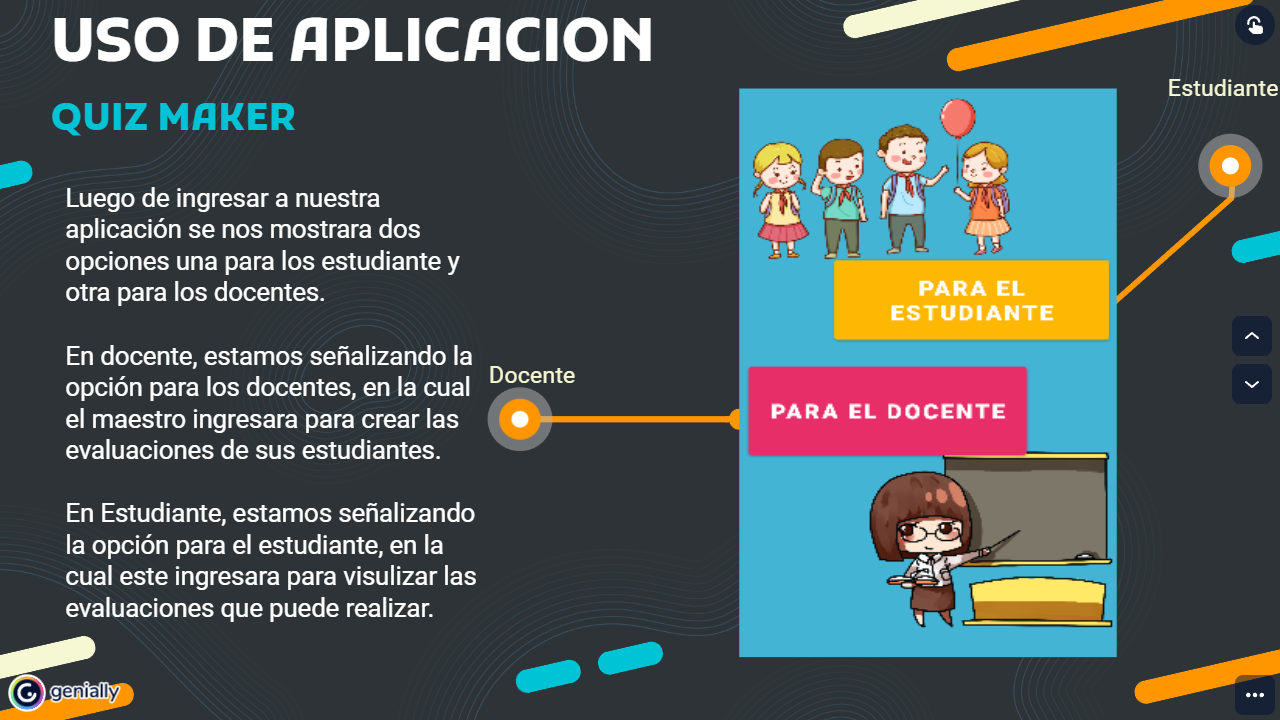 USO DE APLICACION
QUIZ MAKER
Luego de ingresar a nuestra
aplicación se nos mostrara dos
opciones una para los estudiante y
otra para los docentes.
En docente, estamos señalizando la
opción para los docentes, en la cual
el maestro ingresara para crear las
evaluaciones de sus estudiantes.
En Estudiante, estamos señalizando
la opción para el estudiante, en la
cual este ingresara para visulizar las
evaluaciones que puede realizar.
Docente
Estudiante
PARA EL
ESTUDIANTE
PARA EL DOCENTE
genially